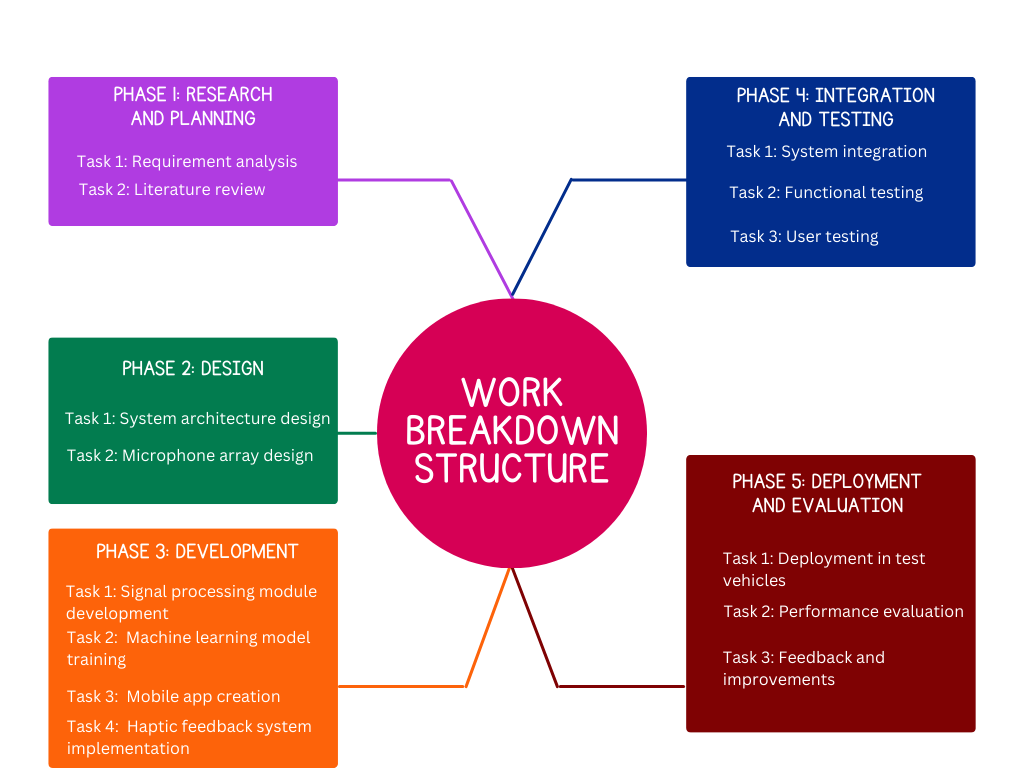 PHASE 1: RESEARCH
AND PLANNING
Task 1: Requirement analysis
Task 2: Literature review
PHASE 2: DESIGN
Task 1: System architecture design
Task 2: Microphone array design
PHASE 3: DEVELOPMENT
Task 1: Signal processing module
development
Task 2:  Machine learning model
training
Task 3:  Mobile app creation
Task 4:  Haptic feedback system
implementation
WORK
BREAKDOWN
STRUCTURE
PHASE 4: INTEGRATION
AND TESTING
Task 1: System integration
Task 2: Functional testing
Task 3: User testing
PHASE 5: DEPLOYMENT
AND EVALUATION
Task 1: Deployment in test
vehicles
Task 2: Performance evaluation
Task 3: Feedback and
improvements